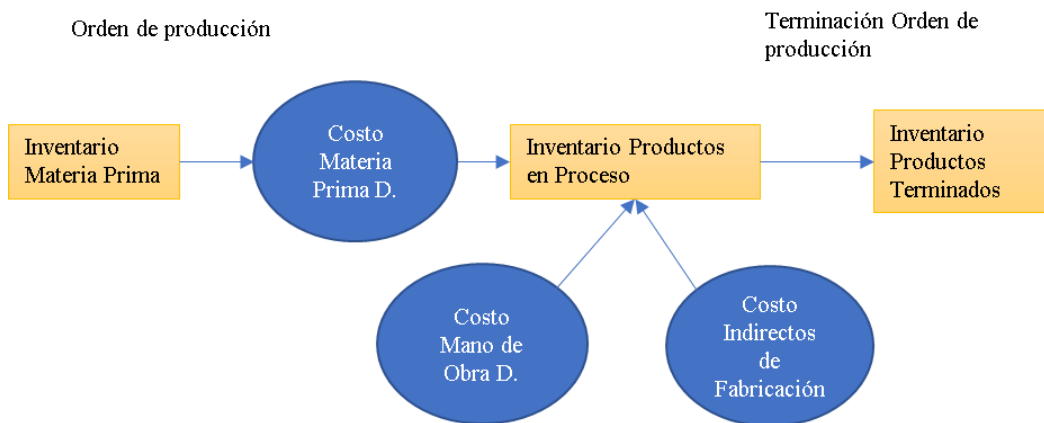 Orden de producción
Terminación Orden de
producción
Inventario
Materia Prima
Costo
Materia
Prima D.
Inventario Productos
en Proceso
Inventario
Productos
Terminados
Costo
Mano de
Obra D.
Costo
Indirectos
de
Fabricación